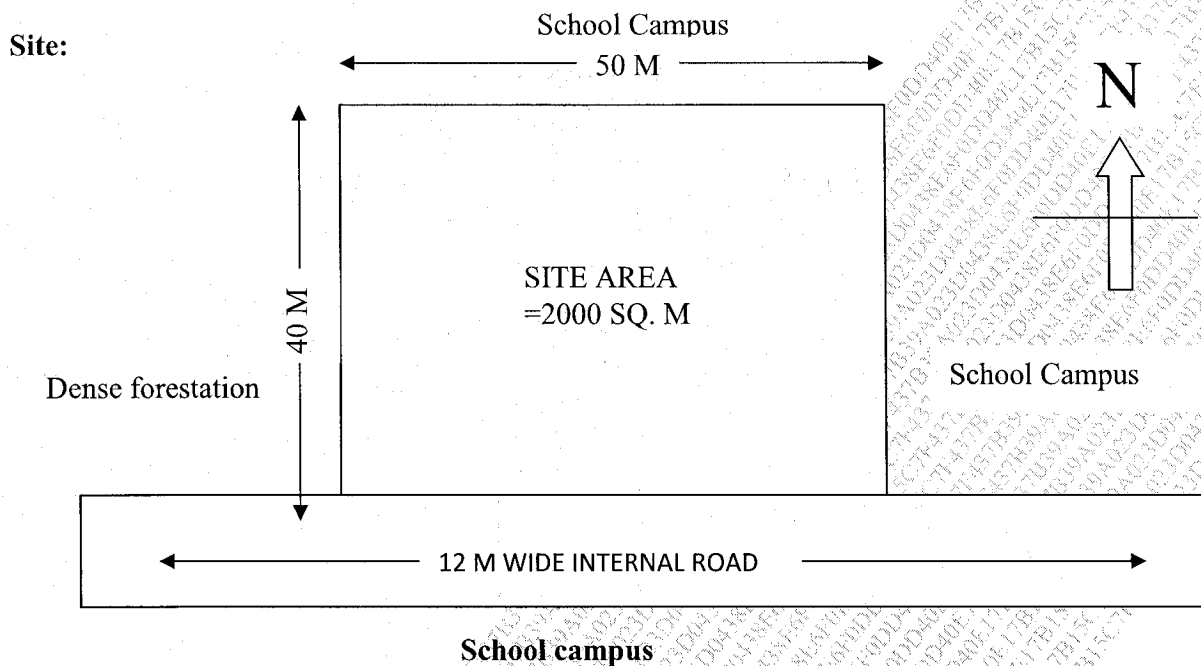 School Campus
Site:
50 M
N
40 M
SITE AREA
=2000 SQ. M
Dense forestation
School Campus
12 M WIDE INTERNAL ROAD
School campus